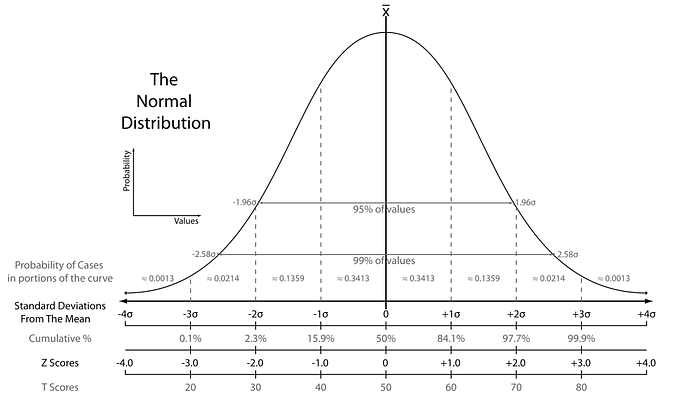 X̅
The
Normal
Distribution
Probability
Values
-1.96σ 1.96σ
95% of values
-2.58σ 2.58σ
99% of values
Probability of Cases
in portions of the curve
≈ 0.0013 ≈ 0.0214 ≈ 0.1359 ≈ 0.3413 ≈ 0.3413 ≈ 0.1359 ≈ 0.0214 ≈ 0.0013
Standard Deviations
From The Mean
-4σ -3σ -2σ -1σ 0 +1σ +2σ +3σ +4σ
Cumulative % 0.1% 2.3% 15.9% 50% 84.1% 97.7% 99.9%
Z Scores -4.0 -3.0 -2.0 -1.0 0 +1.0 +2.0 +3.0 +4.0
T Scores 20 30 40 50 60 70 80